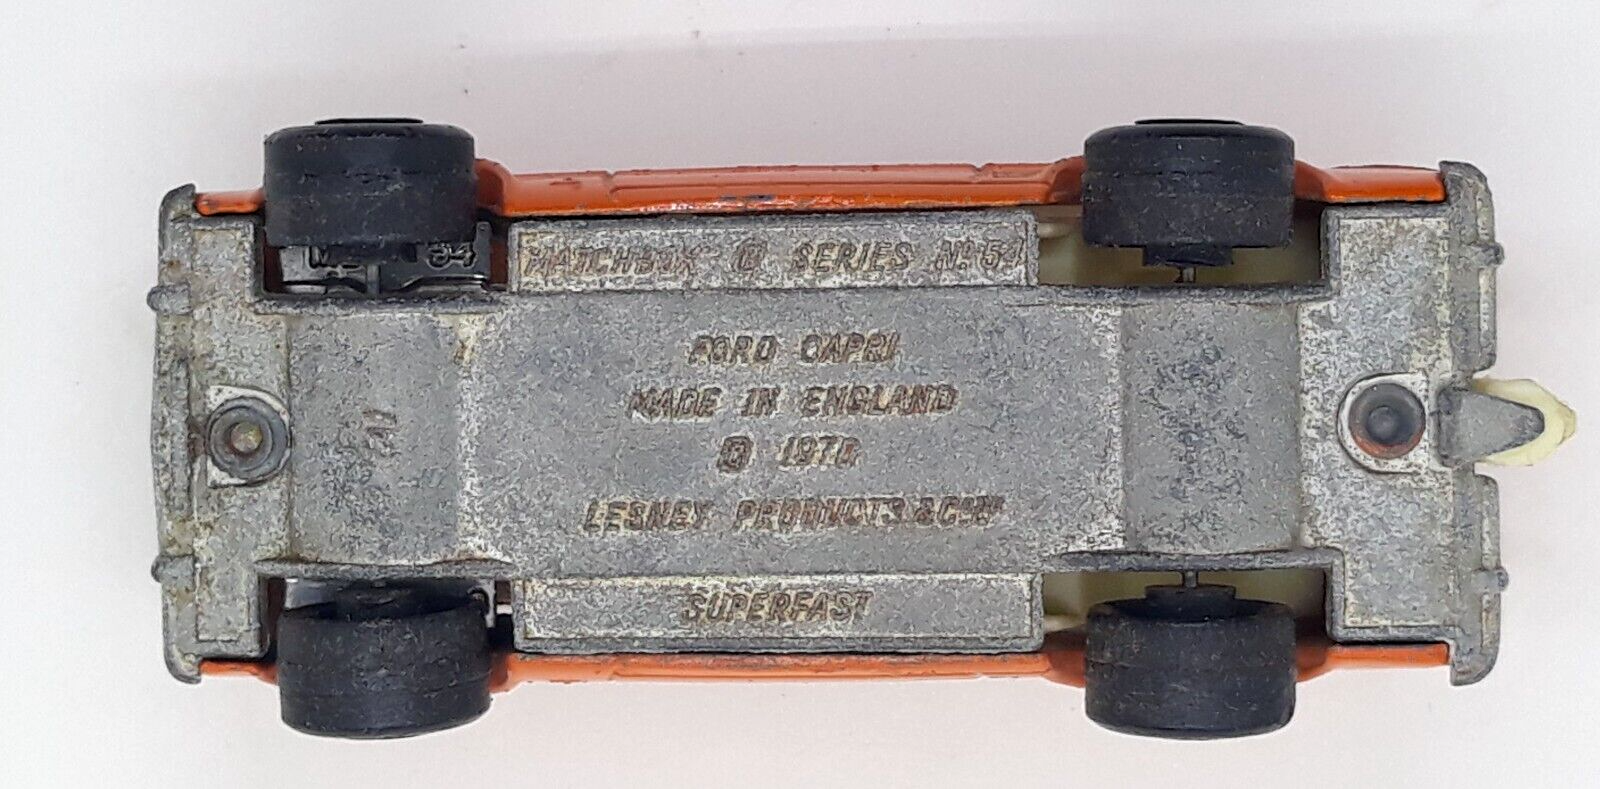 MATCHBOX ® SERIES Nº 54
FORD CAPRI
MADE IN ENGLAND
© 1970
LESNEY PRODUCTS & Cº Lᵀᴰ
SUPERFAST